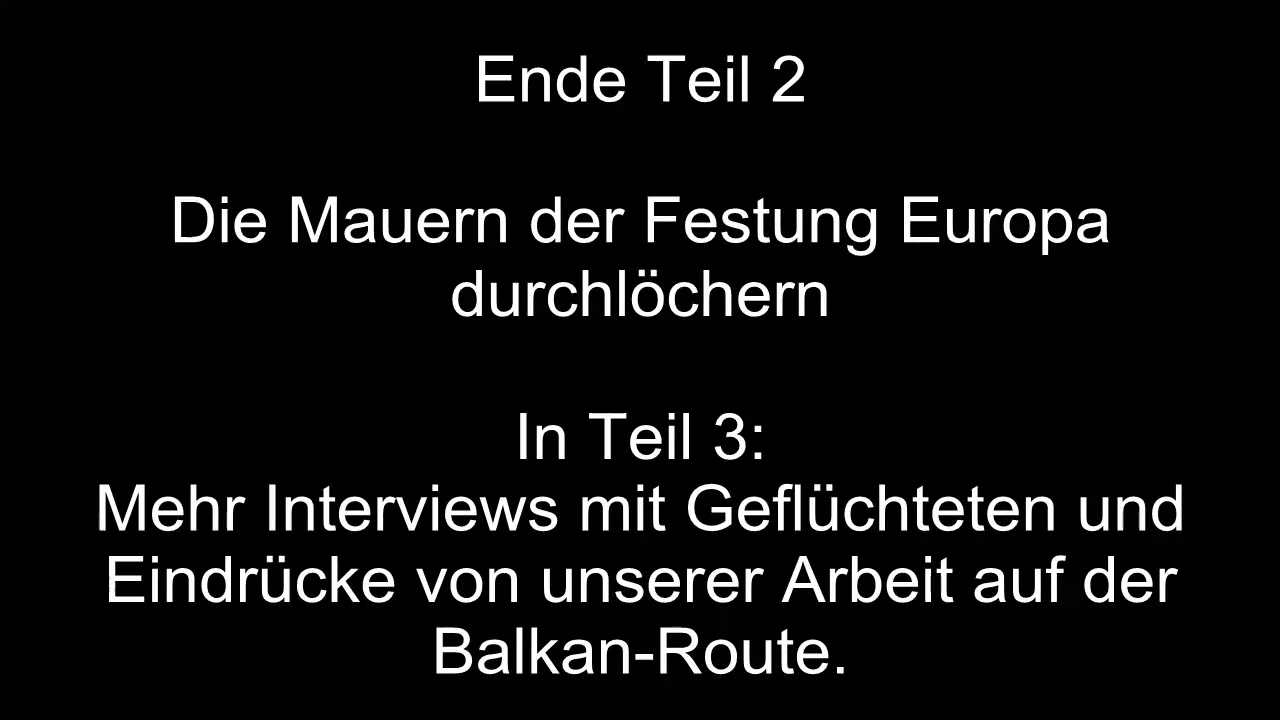 Ende Teil 2
Die Mauern der Festung Europa
durchlöchern
In Teil 3:
Mehr Interviews mit Geflüchteten und
Eindrücke von unserer Arbeit auf der
Balkan-Route.